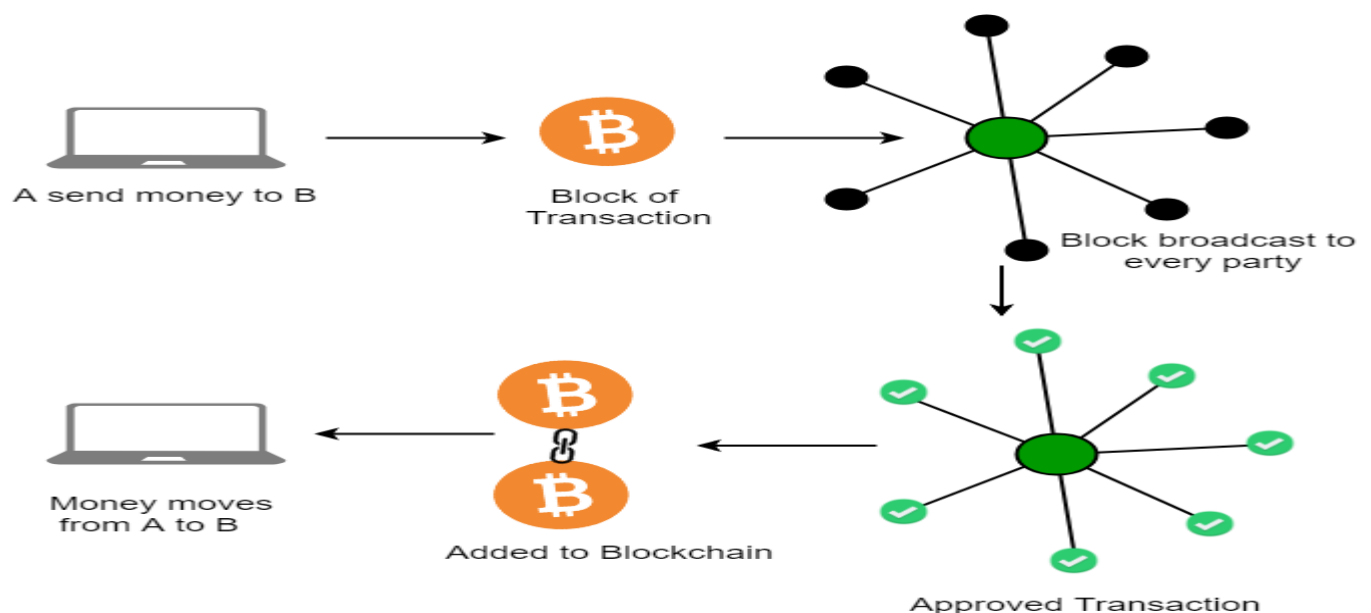 A send money to B
Block of
Transaction
Block broadcast to
every party
Money moves
from A to B
Added to Blockchain
Approved Transaction